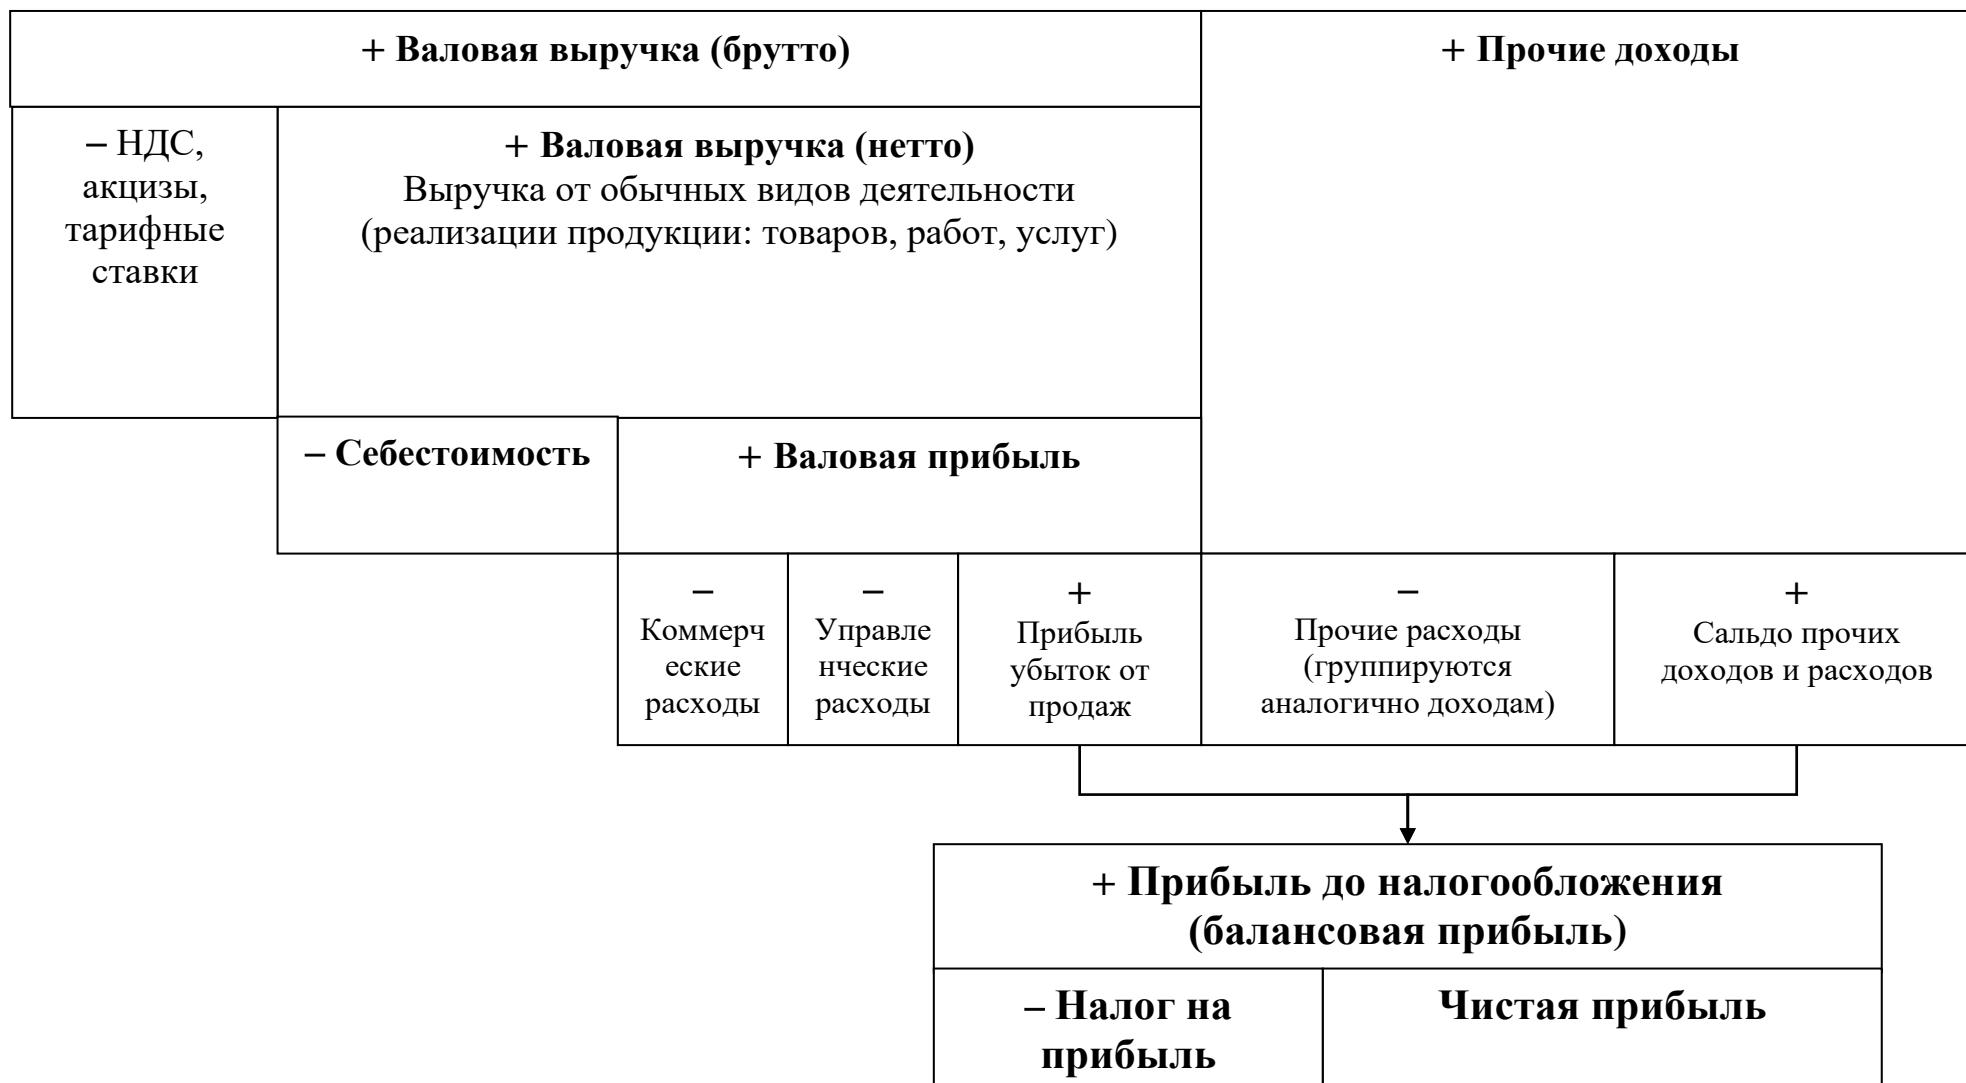 + Валовая выручка (брутто)
+ Прочие доходы
– НДС,
акцизы,
тарифные
ставки
+ Валовая выручка (нетто)
Выручка от обычных видов деятельности
(реализации продукции: товаров, работ, услуг)
– Себестоимость
+ Валовая прибыль
–
Коммерч
еские
расходы
–
Управле
нческие
расходы
+
Прибыль
убыток от
продаж
–
Прочие расходы
(группируются
аналогично доходам)
+
Сальдо прочих
доходов и расходов
+ Прибыль до налогообложения
(балансовая прибыль)
– Налог на
прибыль
Чистая прибыль